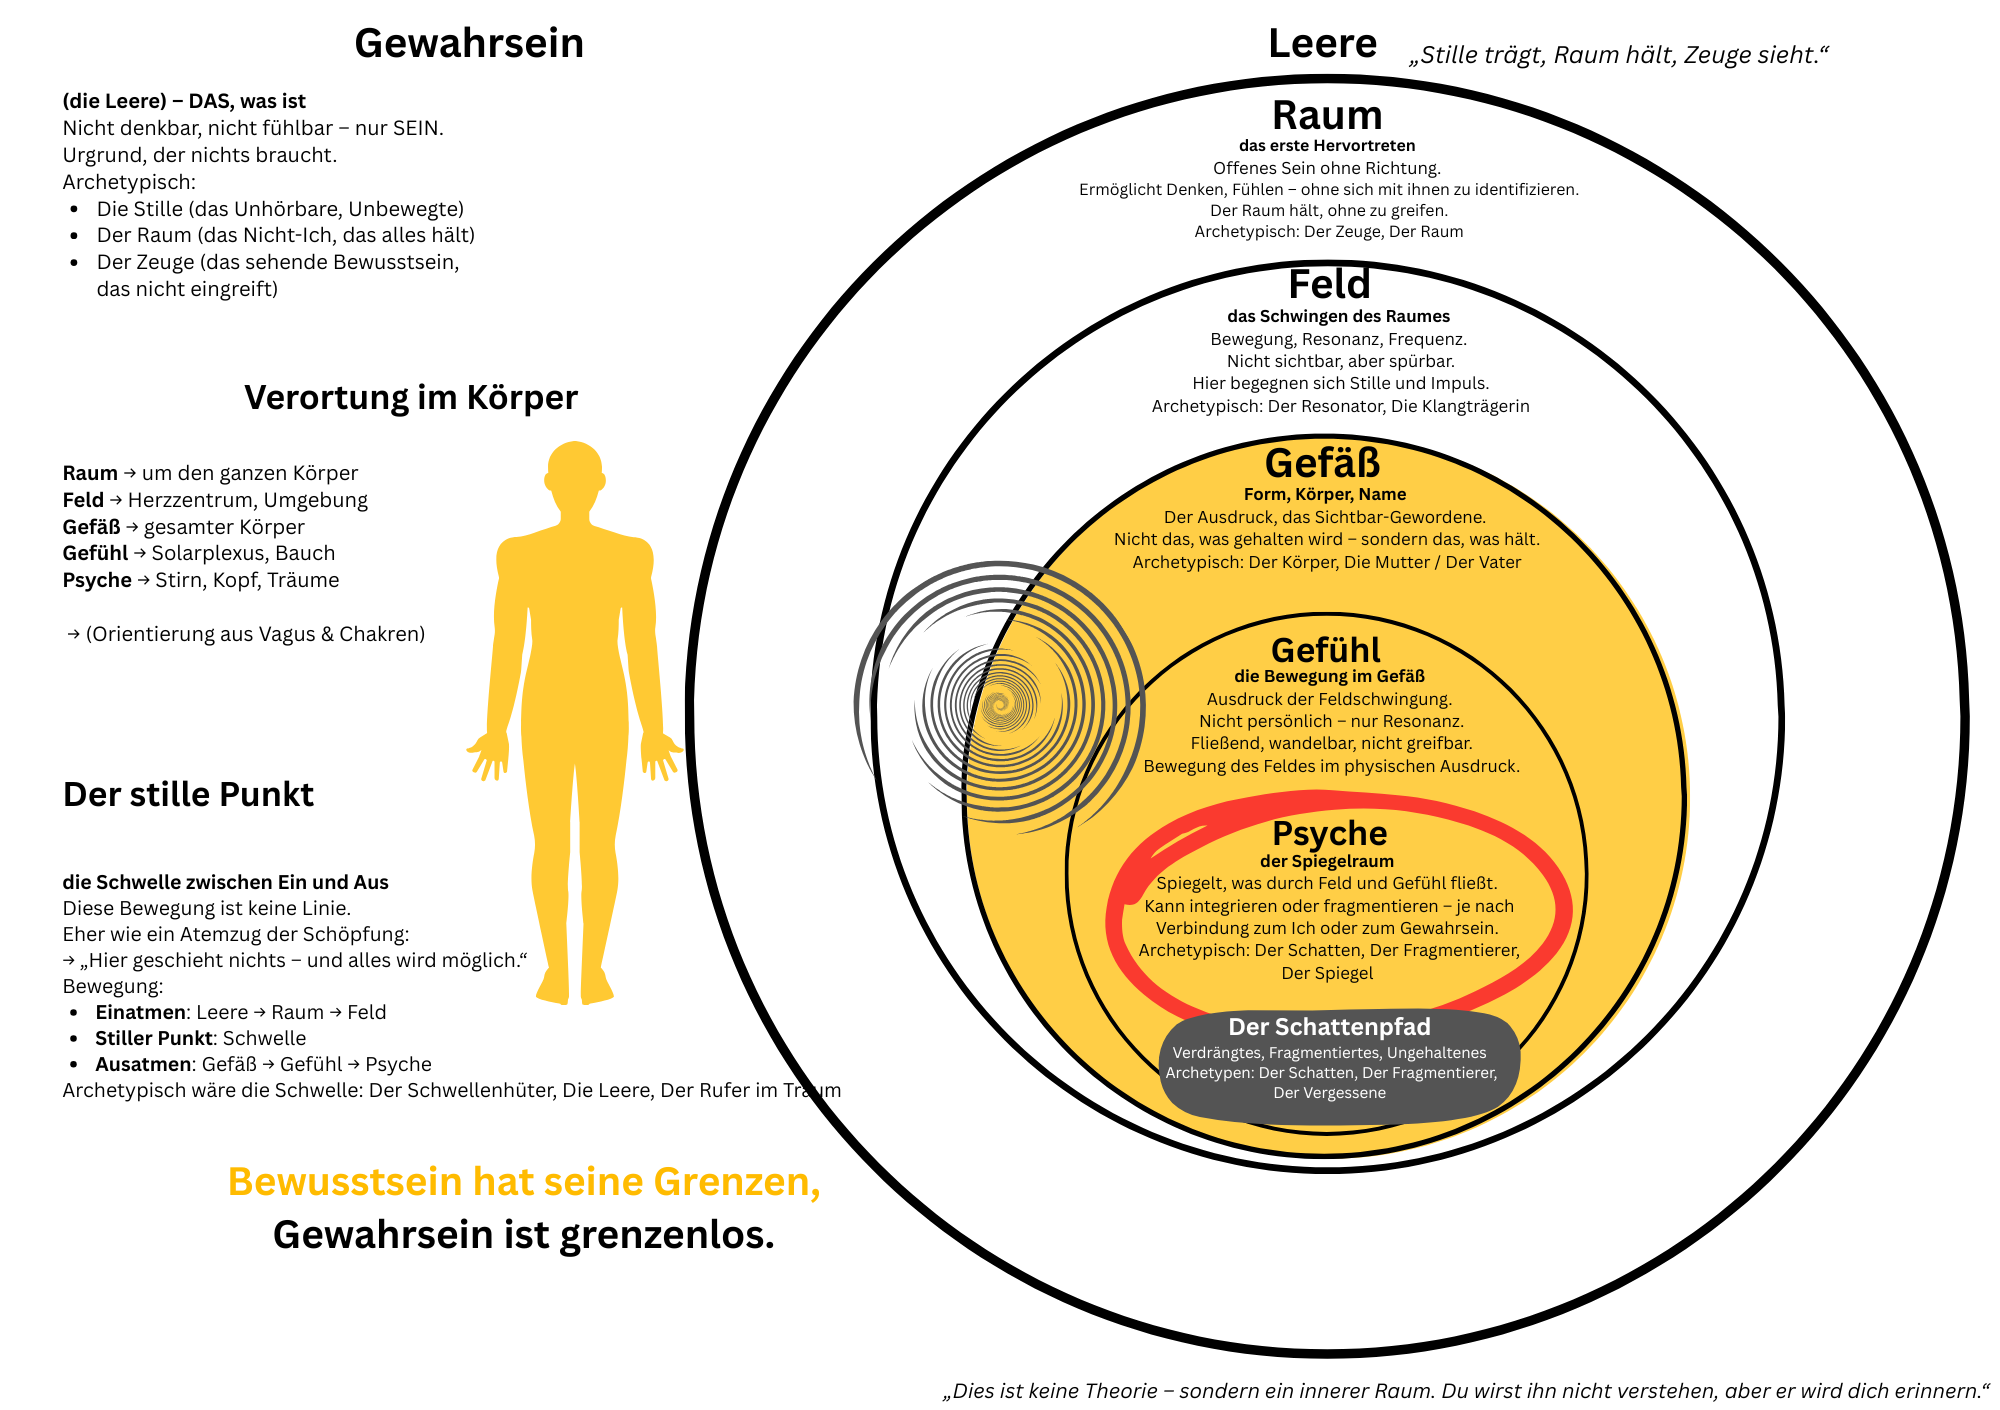 Gewahrsein
(die Leere) – DAS, was ist
Nicht denkbar, nicht fühlbar – nur SEIN.
Urgrund, der nichts braucht.
Archetypisch:
• Die Stille (das Unhörbare, Unbewegte)
• Der Raum (das Nicht-Ich, das alles hält)
• Der Zeuge (das sehende Bewusstsein,
das nicht eingreift)
Verortung im Körper
Raum → um den ganzen Körper
Feld → Herzzentrum, Umgebung
Gefäß → gesamter Körper
Gefühl → Solarplexus, Bauch
Psyche → Stirn, Kopf, Träume
→ (Orientierung aus Vagus & Chakren)
Der stille Punkt
die Schwelle zwischen Ein und Aus
Diese Bewegung ist keine Linie.
Eher wie ein Atemzug der Schöpfung:
→ „Hier geschieht nichts – und alles wird möglich.“
Bewegung:
• Einatmen: Leere → Raum → Feld
• Stiller Punkt: Schwelle
• Ausatmen: Gefäß → Gefühl → Psyche
Archetypisch wäre die Schwelle: Der Schwellenhüter, Die Leere, Der Rufer im Traum
Bewusstsein hat seine Grenzen,
Gewahrsein ist grenzenlos.
Leere
„Stille trägt, Raum hält, Zeuge sieht.“
Raum
das erste Hervortreten
Offenes Sein ohne Richtung.
Ermöglicht Denken, Fühlen – ohne sich mit ihnen zu identifizieren.
Der Raum hält, ohne zu greifen.
Archetypisch: Der Zeuge, Der Raum
Feld
das Schwingen des Raumes
Bewegung, Resonanz, Frequenz.
Nicht sichtbar, aber spürbar.
Hier begegnen sich Stille und Impuls.
Archetypisch: Der Resonator, Die Klangträgerin
Gefäß
Form, Körper, Name
Der Ausdruck, das Sichtbar-Gewordene.
Nicht das, was gehalten wird – sondern das, was hält.
Archetypisch: Der Körper, Die Mutter / Der Vater
Gefühl
die Bewegung im Gefäß
Ausdruck der Feldschwingung.
Nicht persönlich – nur Resonanz.
Fließend, wandelbar, nicht greifbar.
Bewegung des Feldes im physischen Ausdruck.
Psyche
der Spiegelraum
Spiegelt, was durch Feld und Gefühl fließt.
Kann integrieren oder fragmentieren – je nach
Verbindung zum Ich oder zum Gewahrsein.
Archetypisch: Der Schatten, Der Fragmentierer,
Der Spiegel
Der Schattenpfad
Verdrängtes, Fragmentiertes, Ungehaltenes
Archetypen: Der Schatten, Der Fragmentierer,
Der Vergessene
„Dies ist keine Theorie – sondern ein innerer Raum. Du wirst ihn nicht verstehen, aber er wird dich erinnern.“